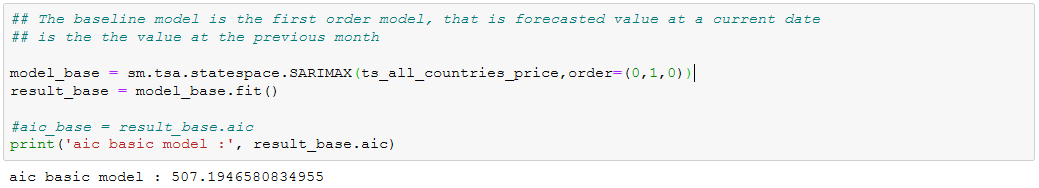 ## The baseline model is the first order model, that is forecasted value at a current date
## is the the value at the previous month
model_base = sm.tsa.statespace.SARIMAX(ts_all_countries_price,order=(0,1,0))
result_base = model_base.fit()
#aic_base = result_base.aic
print('aic basic model :', result_base.aic)
aic basic model : 507.1946580834955